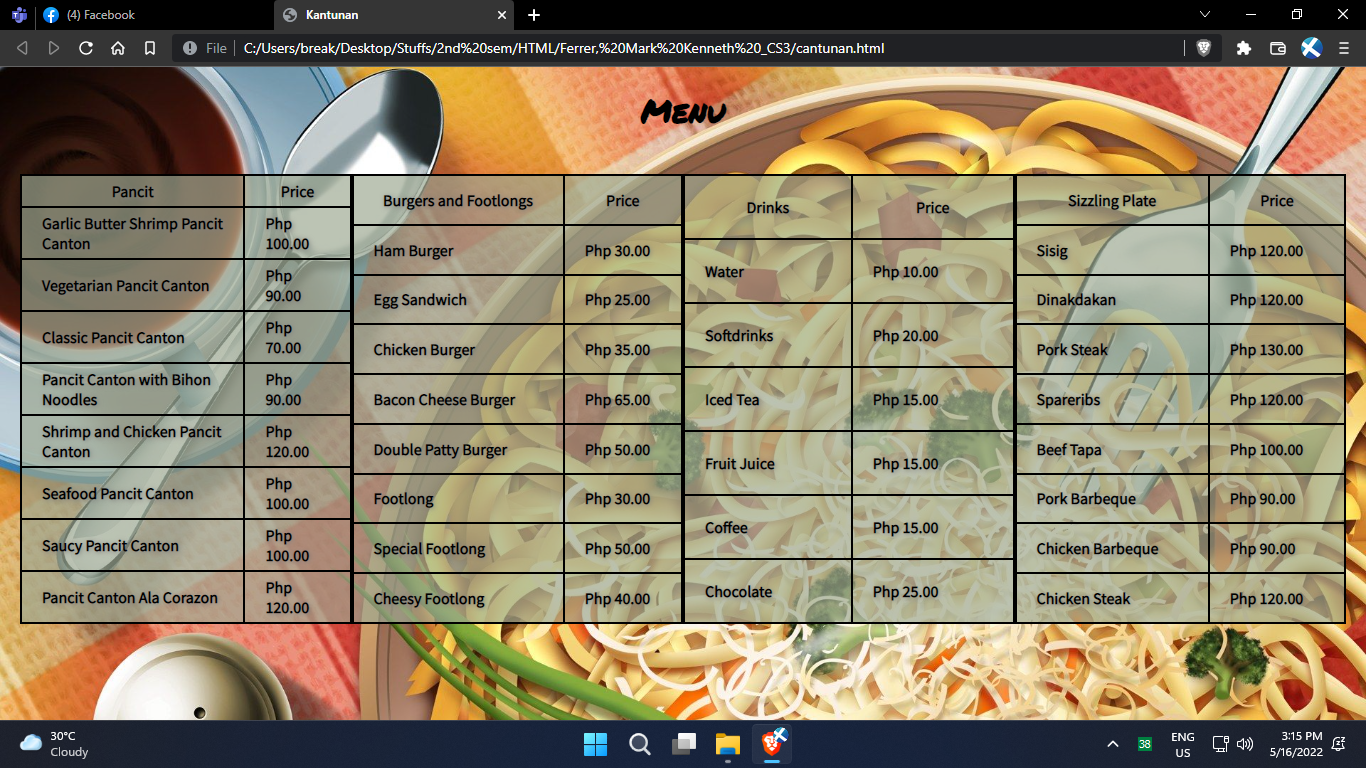 (4) Facebook
Kantunan
File
C:/Users/break/Desktop/Stuffs/2nd%20sem/HTML/Ferrer,%20Mark%20Kenneth%20_CS3/cantunan.html
Menu
Pancit
Price
Garlic Butter Shrimp Pancit
Canton
Php
100.00
Vegetarian Pancit Canton
Php
90.00
Classic Pancit Canton
Php
70.00
Pancit Canton with Bihon
Noodles
Php
90.00
Shrimp and Chicken Pancit
Canton
Php
120.00
Seafood Pancit Canton
Php
100.00
Saucy Pancit Canton
Php
100.00
Pancit Canton Ala Corazon
Php
120.00
Burgers and Footlongs
Price
Ham Burger
Php 30.00
Egg Sandwich
Php 25.00
Chicken Burger
Php 35.00
Bacon Cheese Burger
Php 65.00
Double Patty Burger
Php 50.00
Footlong
Php 30.00
Special Footlong
Php 50.00
Cheesy Footlong
Php 40.00
Drinks
Price
Water
Php 10.00
Softdrinks
Php 20.00
Iced Tea
Php 15.00
Fruit Juice
Php 15.00
Coffee
Php 15.00
Chocolate
Php 25.00
Sizzling Plate
Price
Sisig
Php 120.00
Dinakdakan
Php 120.00
Pork Steak
Php 130.00
Spareribs
Php 120.00
Beef Tapa
Php 100.00
Pork Barbeque
Php 90.00
Chicken Barbeque
Php 90.00
Chicken Steak
Php 120.00
30°C
Cloudy
38
ENG
US
3:15 PM
5/16/2022